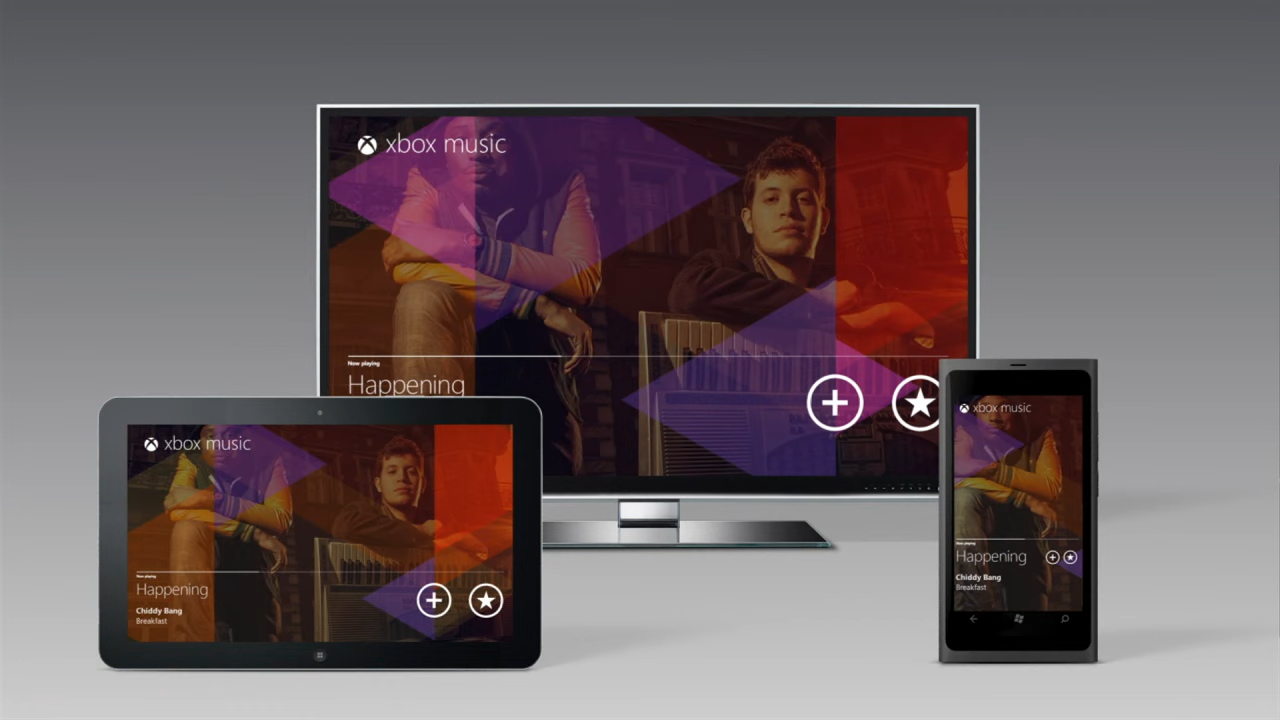 xbox music
Now playing
Happening
xbox music
Now playing
Happening
Chiddy Bang
Breakfast
xbox music
Now playing
Happening
Chiddy Bang
Breakfast